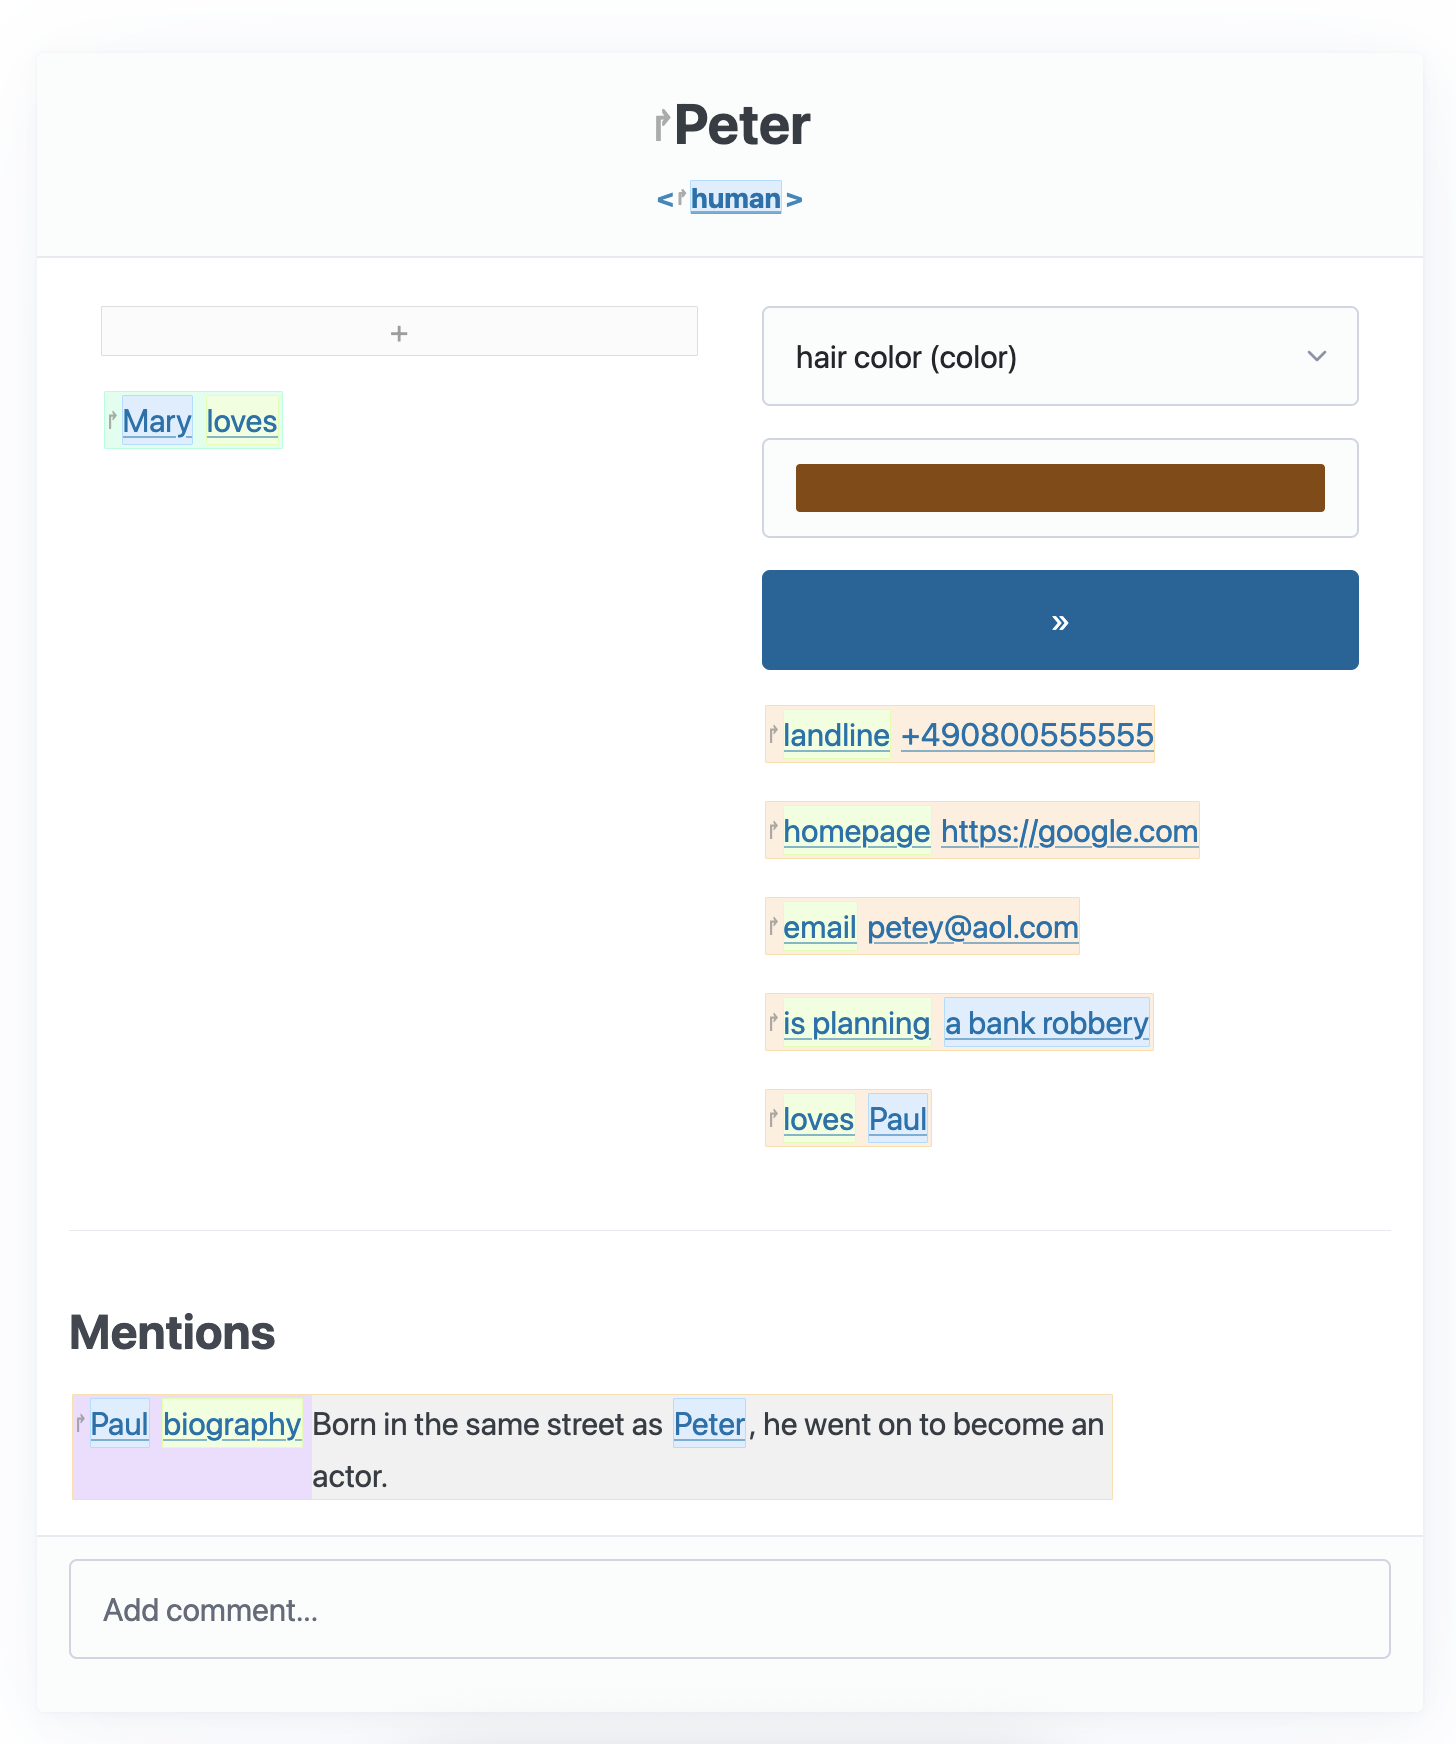 ↱Peter
<↱human>
+
↱Mary loves
hair color (color)
»
↱landline +490800555555
↱homepage https://google.com
↱email petey@aol.com
↱is planning a bank robbery
↱loves Paul
Mentions
↱Paul biography Born in the same street as Peter, he went on to become an
actor.
Add comment...